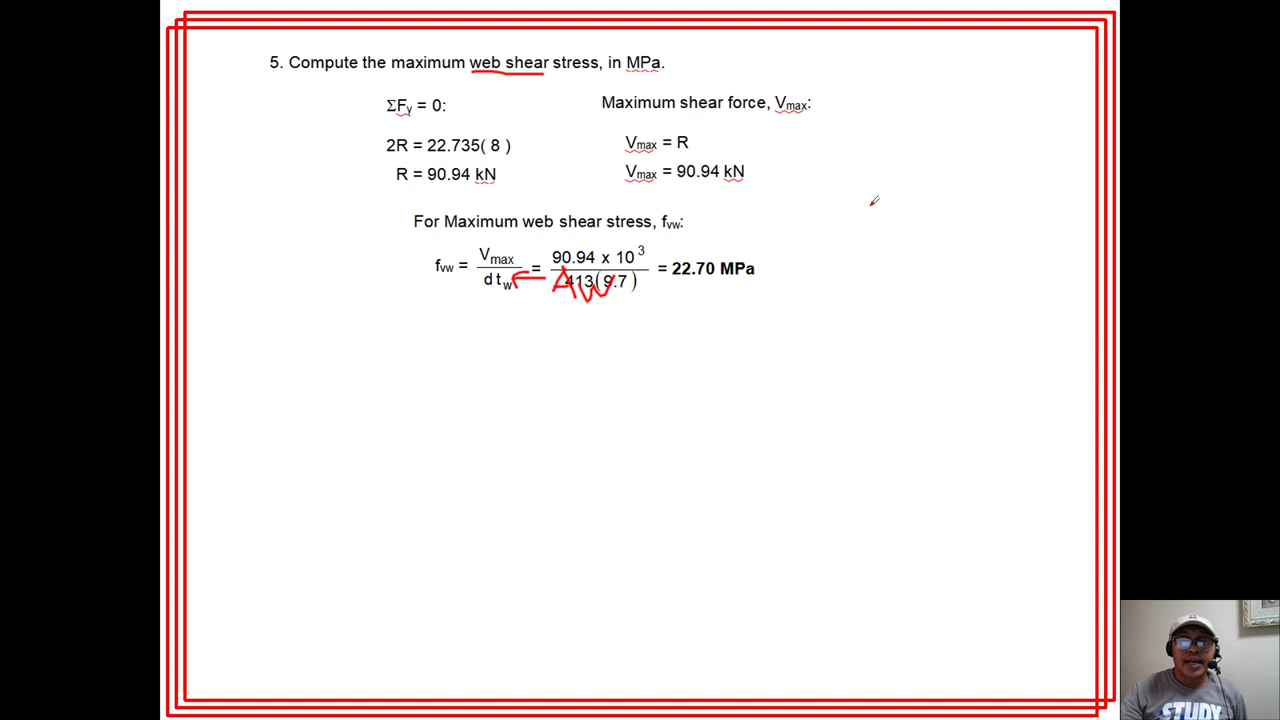 5. Compute the maximum web shear stress, in MPa.
ΣFy = 0:
2R = 22.735( 8 )
R = 90.94 kN
Maximum shear force, Vmax:
Vmax = R
Vmax = 90.94 kN
For Maximum web shear stress, fvw:
fvw = Vmax / d tw = 90.94 x 10^3 / 413(9.7) = 22.70 MPa
Aw
STUDY